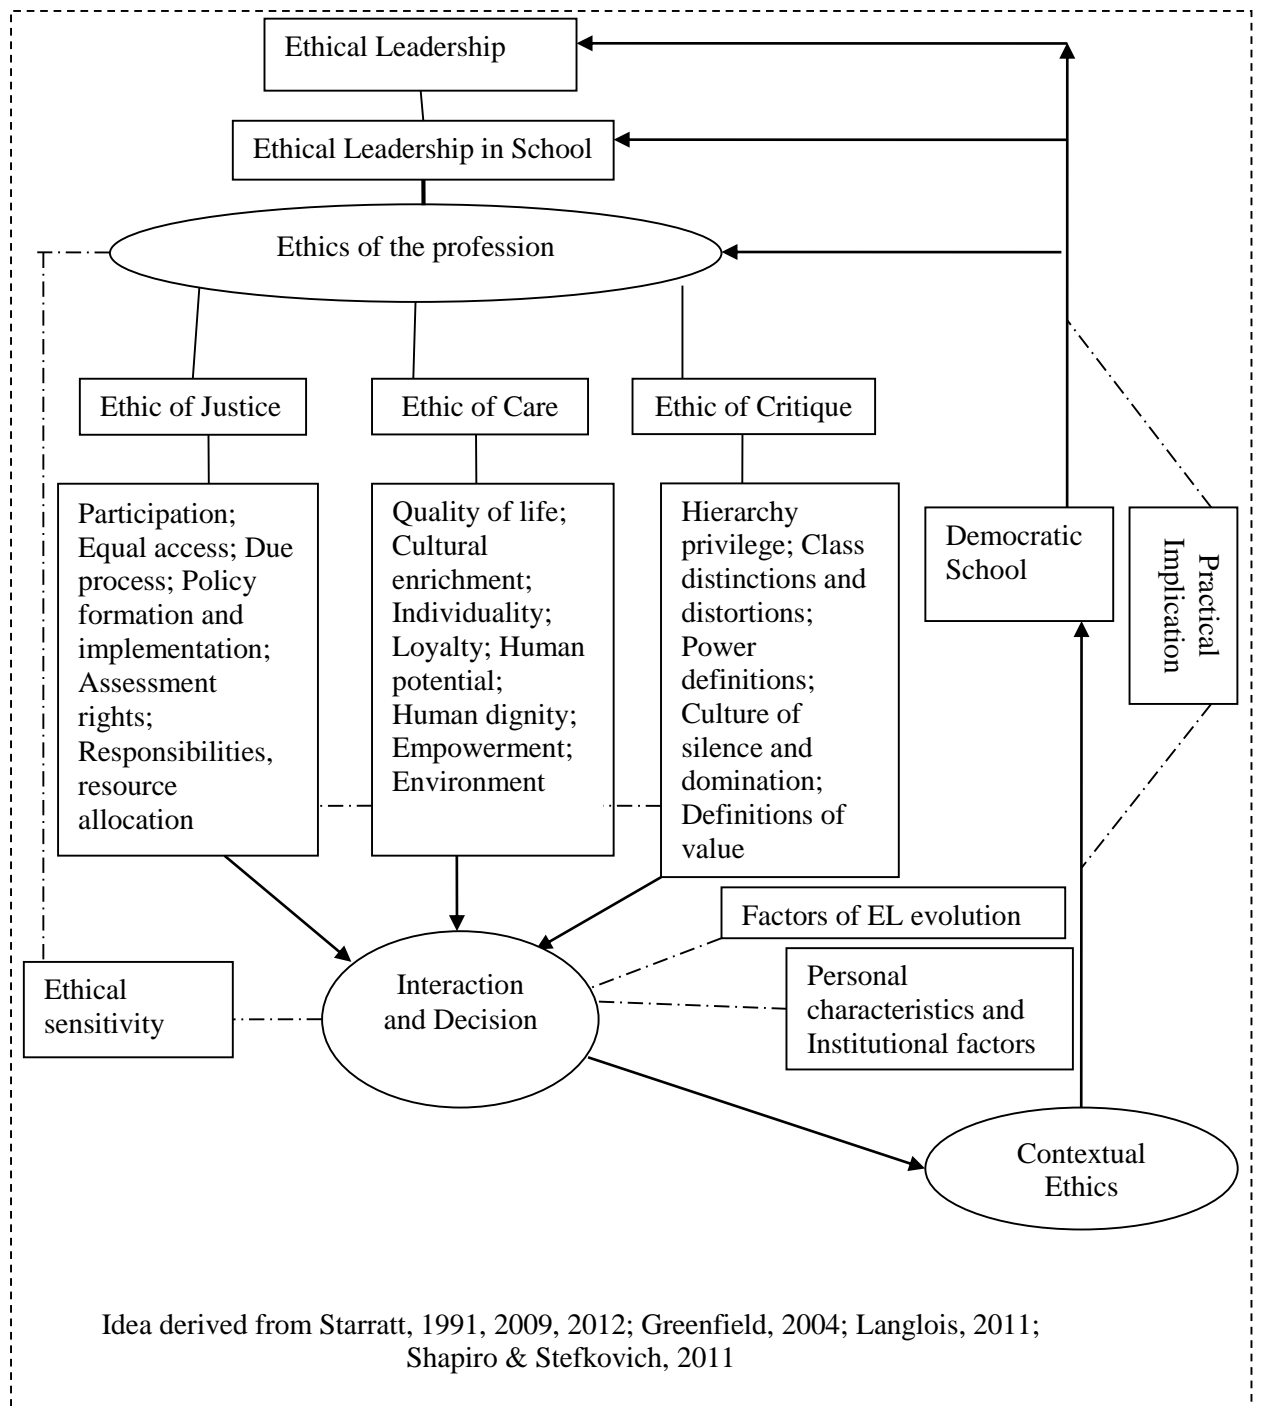 Ethical Leadership
Ethical Leadership in School
Ethics of the profession
Ethic of Justice
Ethic of Care
Ethic of Critique
Participation;
Equal access; Due
process; Policy
formation and
implementation;
Assessment
rights;
Responsibilities,
resource
allocation
Quality of life;
Cultural
enrichment;
Individuality;
Loyalty; Human
potential;
Human dignity;
Empowerment;
Environment
Hierarchy
privilege; Class
distinctions and
distortions;
Power
definitions;
Culture of
silence and
domination;
Definitions of
value
Democratic
School
Practical
Implication
Factors of EL evolution
Personal
characteristics and
Institutional factors
Ethical
sensitivity
Interaction
and Decision
Contextual
Ethics
Idea derived from Starratt, 1991, 2009, 2012; Greenfield, 2004; Langlois, 2011;
Shapiro & Stefkovich, 2011